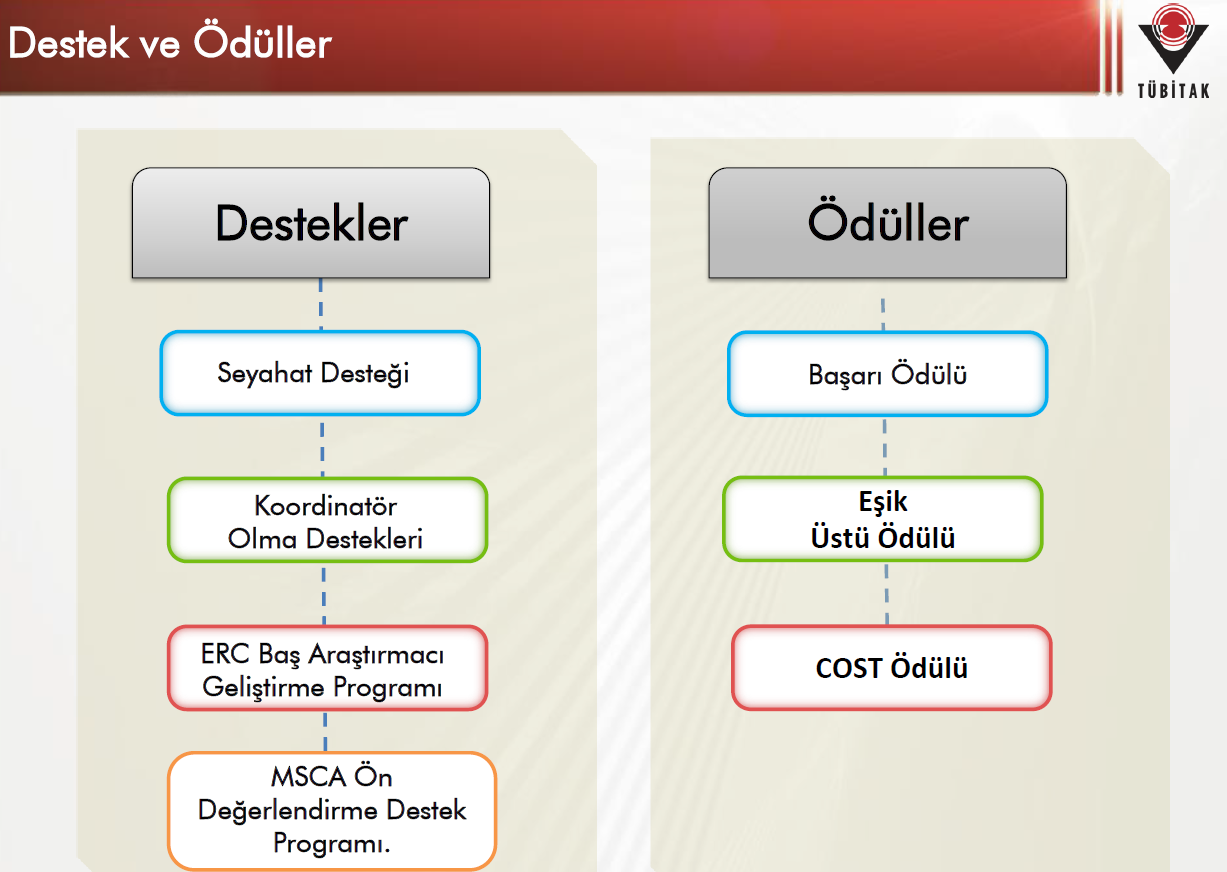 Destek ve Ödüller
TÜBİTAK
Destekler
Seyahat Desteği
Koordinatör
Olma Destekleri
ERC Baş Araştırmacı
Geliştirme Programı
MSCA Ön
Değerlendirme Destek
Programı.
Ödüller
Başarı Ödülü
Eşik
Üstü Ödülü
COST Ödülü